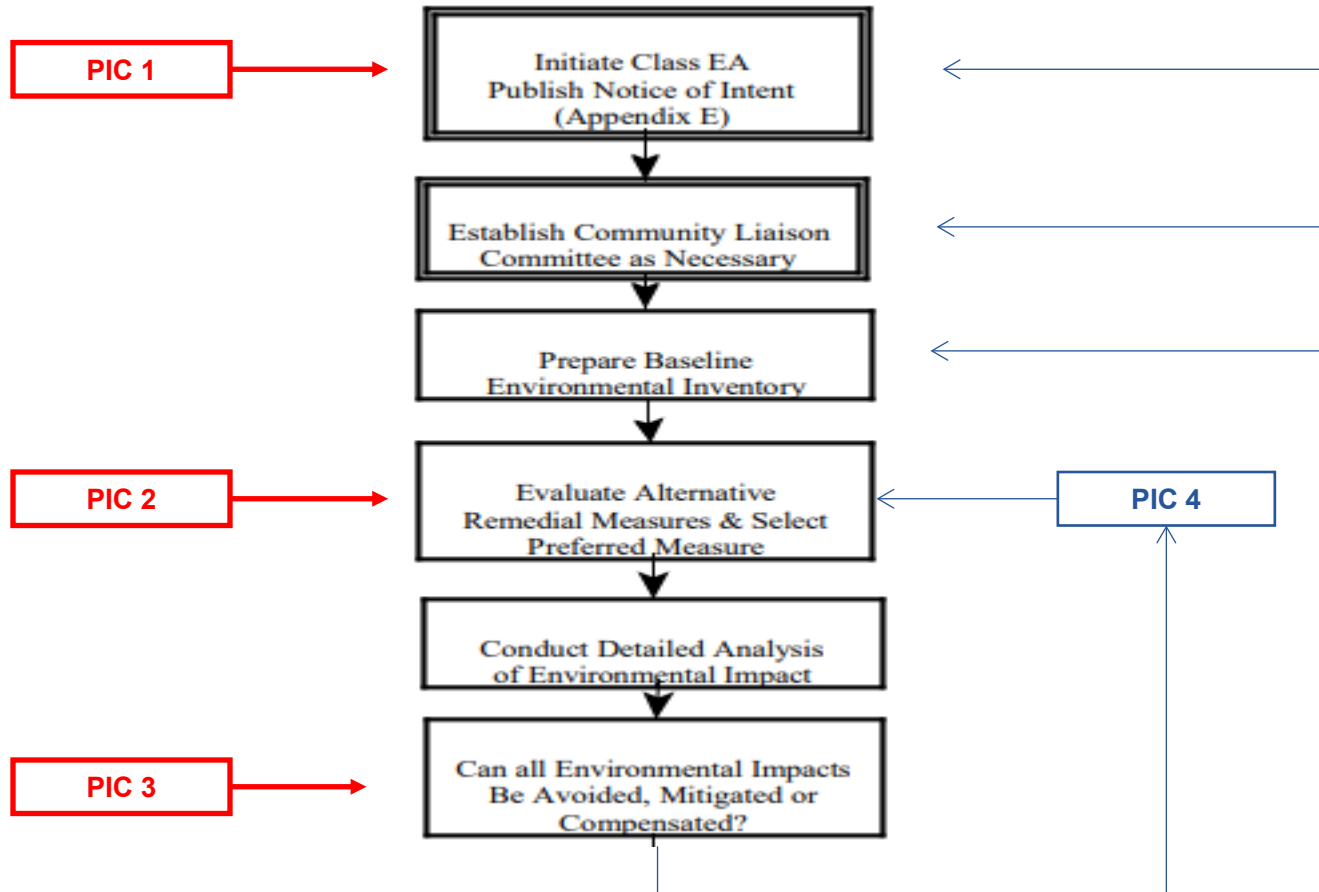 PIC 1
Initiate Class EA
Publish Notice of Intent
(Appendix E)
Establish Community Liaison
Committee as Necessary
Prepare Baseline
Environmental Inventory
PIC 2
Evaluate Alternative
Remedial Measures & Select
Preferred Measure
PIC 4
Conduct Detailed Analysis
of Environmental Impact
PIC 3
Can all Environmental Impacts
Be Avoided, Mitigated or
Compensated?